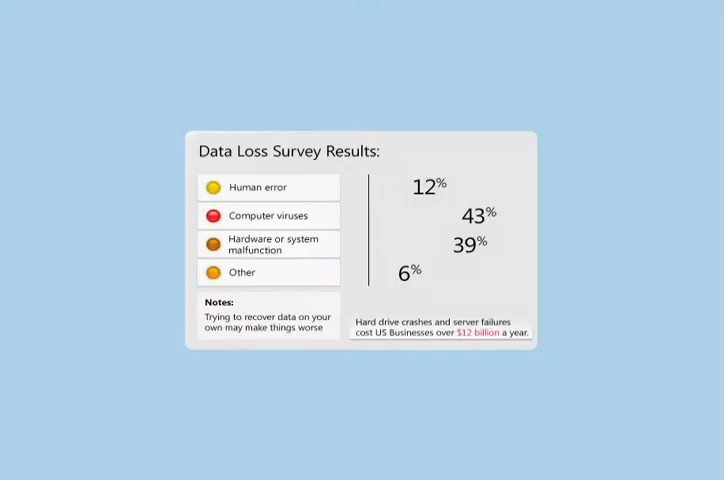 Data Loss Survey Results:
Human error 12%
Computer viruses 43%
Hardware or system
malfunction 39%
Other 6%
Notes:
Trying to recover data on your
own may make things worse
Hard drive crashes and server failures
cost US Businesses over $12 billion a year.